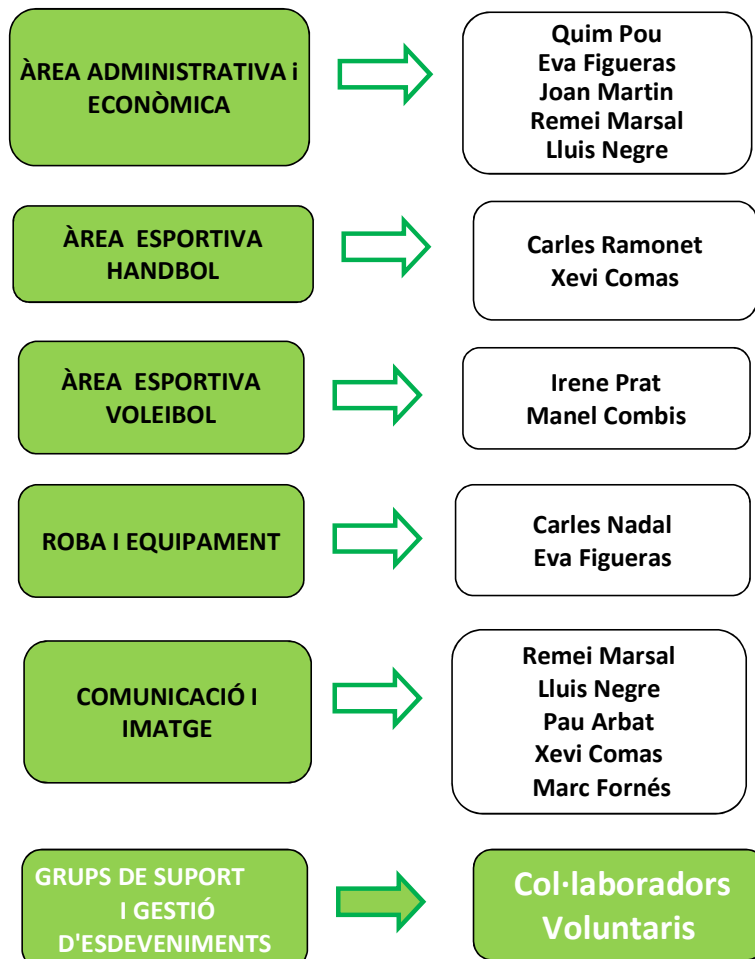 ÀREA ADMINISTRATIVA i
ECONÒMICA
Quim Pou
Eva Figueras
Joan Martin
Remei Marsal
Lluis Negre
ÀREA ESPORTIVA
HANDBOL
Carles Ramonet
Xevi Comas
ÀREA ESPORTIVA
VOLEIBOL
Irene Prat
Manel Combis
ROBA I EQUIPAMENT
Carles Nadal
Eva Figueras
COMUNICACIÓ I
IMATGE
Remei Marsal
Lluis Negre
Pau Arbat
Xevi Comas
Marc Fornés
GRUPS DE SUPORT
I GESTIÓ
D'ESDEVENIMENTS
Col·laboradors
Voluntaris